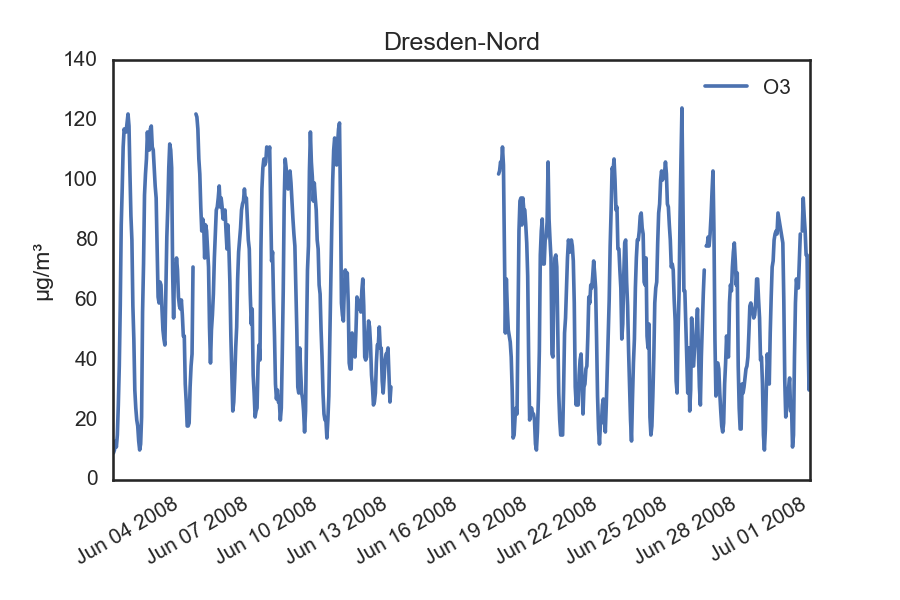 Dresden-Nord
O3
µg/m³
140
120
100
80
60
40
20
0
Jun 04 2008
Jun 07 2008
Jun 10 2008
Jun 13 2008
Jun 16 2008
Jun 19 2008
Jun 22 2008
Jun 25 2008
Jun 28 2008
Jul 01 2008